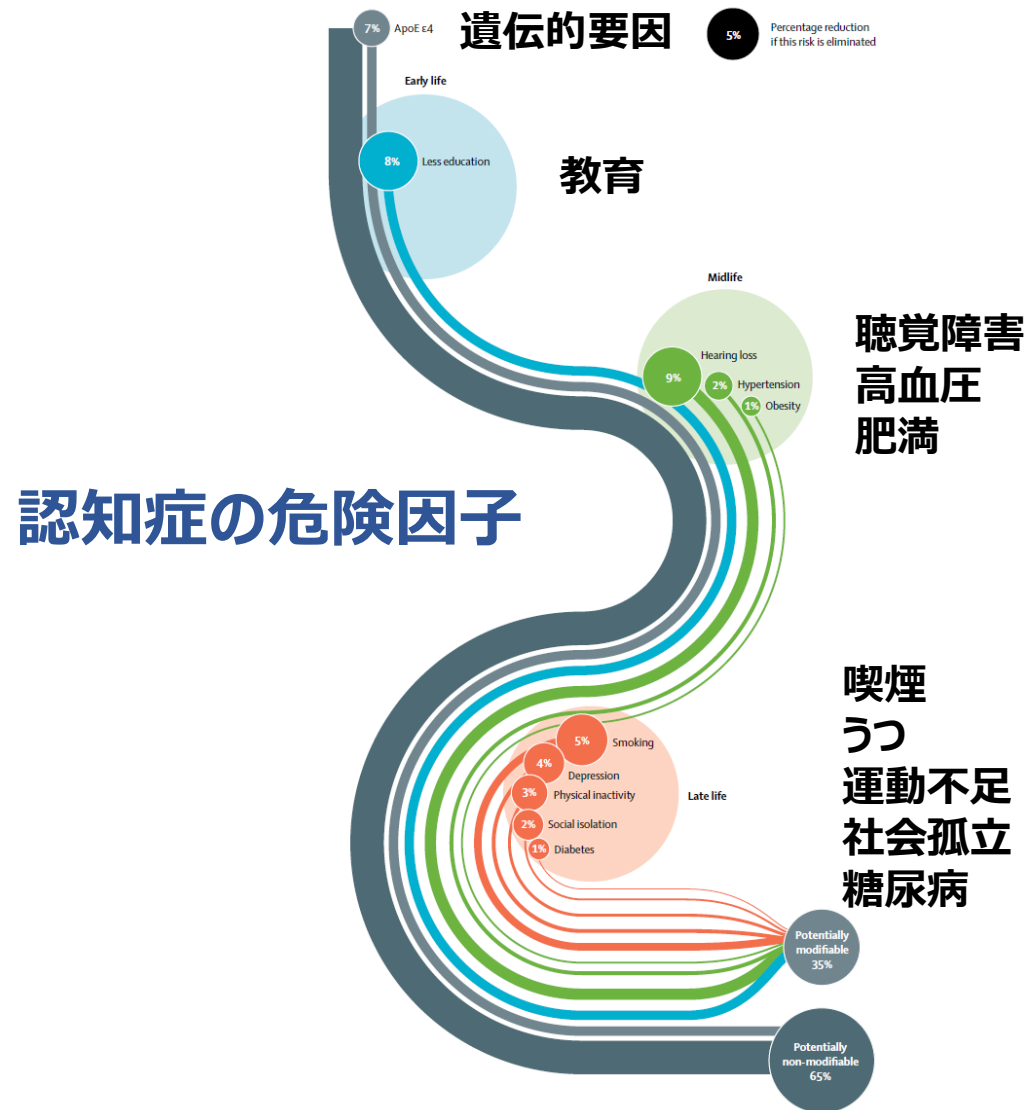 7%
ApoE ε4
遺伝的要因
5%
Percentage reduction
if this risk is eliminated
Early life
8%
Less education
教育
Midlife
Hearing loss
9%
2%
Hypertension
1%
Obesity
聴覚障害
高血圧
肥満
認知症の危険因子
5%
Smoking
4%
Depression
3%
Physical inactivity
Late life
2%
Social isolation
1%
Diabetes
喫煙
うつ
運動不足
社会孤立
糖尿病
Potentially
modifiable
35%
Potentially
non-modifiable
65%